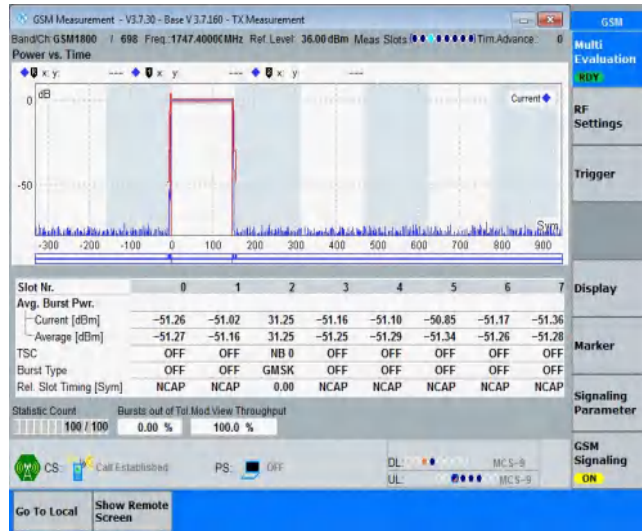 GSM Measurement - V3.7.30 - Base V 3.7.160 - TX Measurement
GSM
Band/Ch: GSM1800 / 698 Freq.: 1747.4000 MHz Ref. Level: 36.00 dBm Meas Slots Tim.Advance: 0
Power vs. Time
Multi Evaluation
RDY
x: y: --- x: y: --- x: y: ---
dB
Current
0
-50
Sym
-300 -200 -100 0 100 200 300 400 500 600 700 800 900
RF Settings
Trigger
Slot Nr. 0 1 2 3 4 5 6 7
Avg. Burst Pwr.
Current [dBm] -51.26 -51.02 31.25 -51.16 -51.10 -50.85 -51.17 -51.36
Average [dBm] -51.27 -51.16 31.25 -51.25 -51.29 -51.34 -51.26 -51.28
TSC OFF OFF NB 0 OFF OFF OFF OFF OFF
Burst Type OFF OFF GMSK OFF OFF OFF OFF OFF
Rel. Slot Timing [Sym] NCAP NCAP 0.00 NCAP NCAP NCAP NCAP NCAP
Display
Marker
Signaling Parameter
Statistic Count Bursts out of Tol. Mod.View Throughput
100 / 100 0.00 % 100.0 %
CS: Call Established PS: OFF DL: MCS-9
UL: MCS-9
GSM Signaling
ON
Go To Local
Show Remote Screen